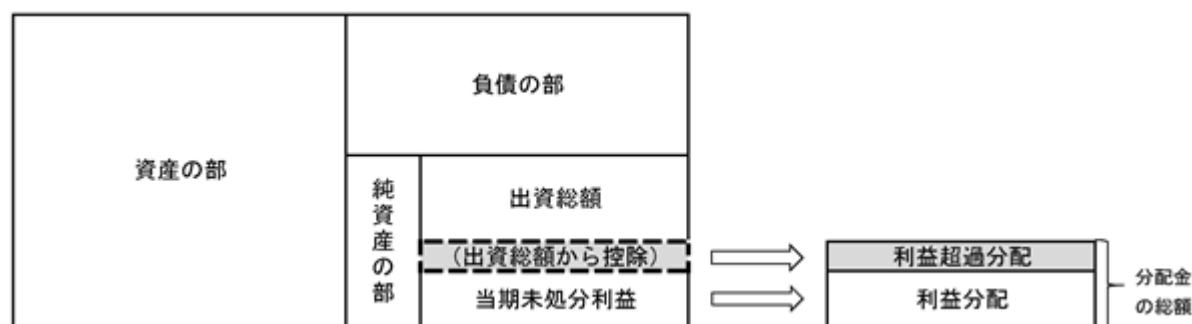 資産の部
負債の部
純資産の部
出資総額
（出資総額から控除）
当期未処分利益
利益超過分配
利益分配
分配金
の総額